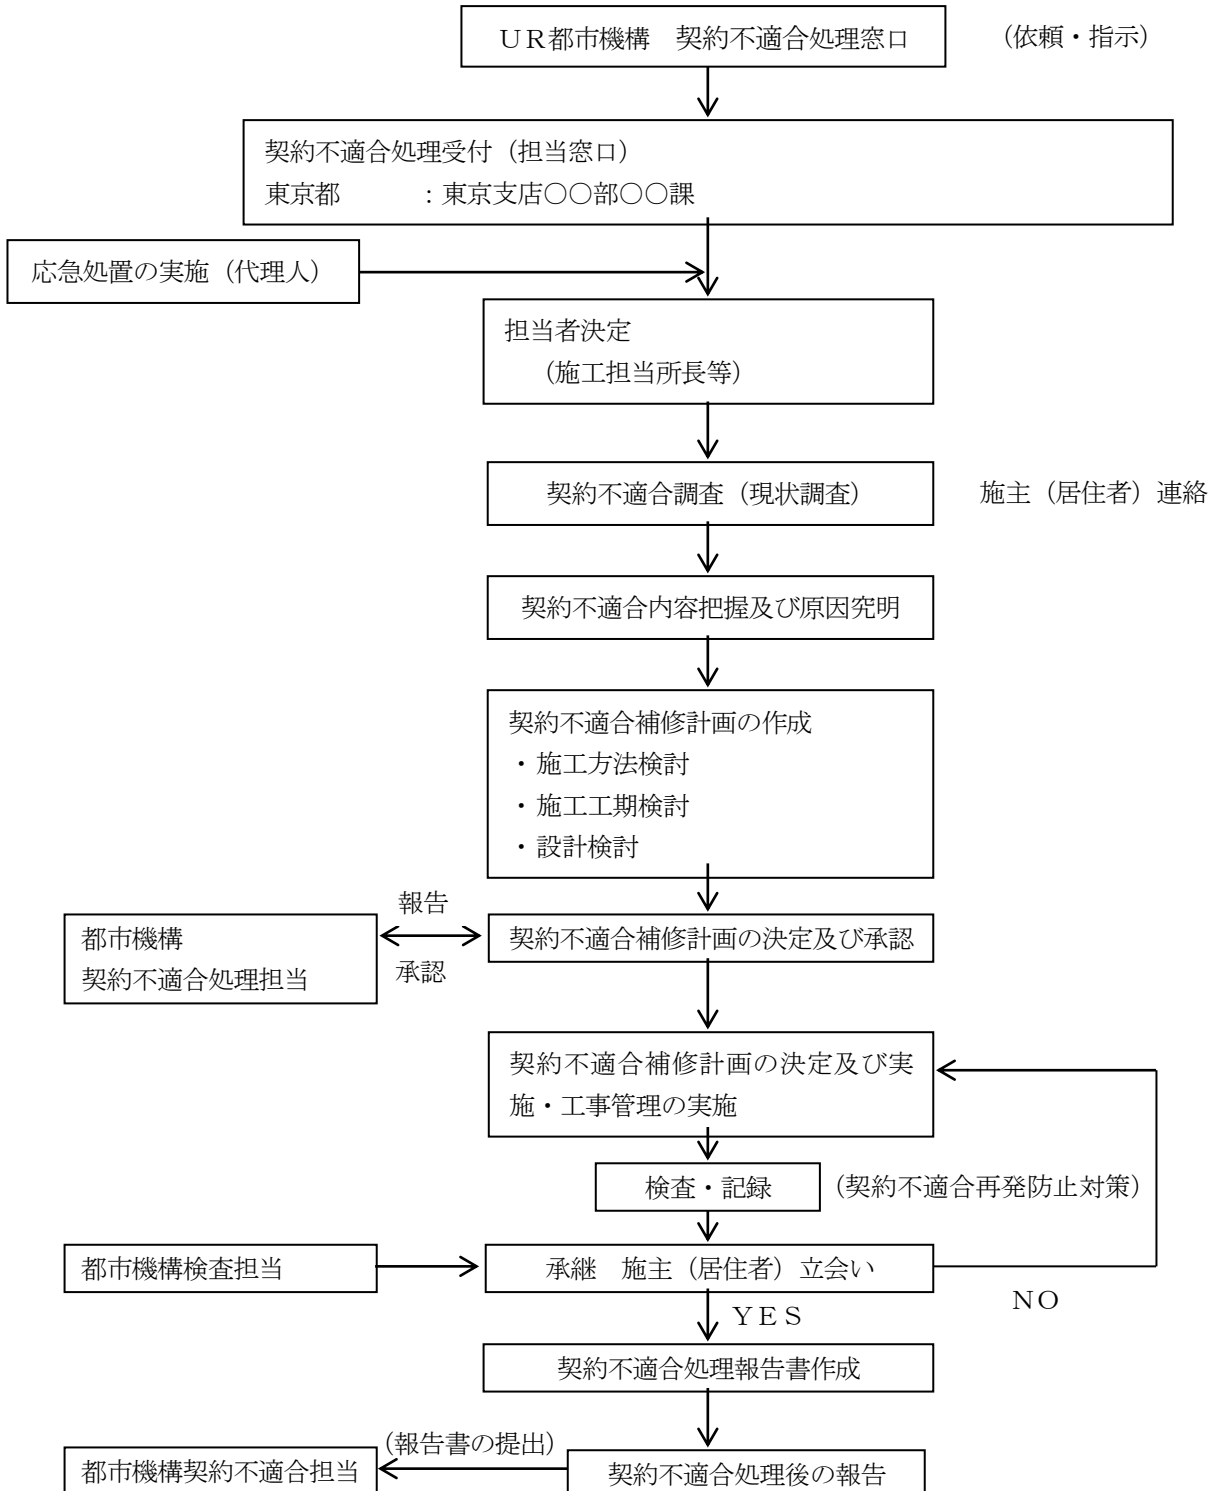 UR都市機構　契約不適合処理窓口
（依頼・指示）
契約不適合処理受付（担当窓口）
東京都　　　：東京支店○○部○○課
応急処置の実施（代理人）
担当者決定
（施工担当所長等）
契約不適合調査（現状調査）
施主（居住者）連絡
契約不適合内容把握及び原因究明
契約不適合補修計画の作成
・施工方法検討
・施工工期検討
・設計検討
報告
都市機構
契約不適合処理担当
承認
契約不適合補修計画の決定及び承認
契約不適合補修計画の決定及び実
施・工事管理の実施
検査・記録
（契約不適合再発防止対策）
都市機構検査担当
承継　施主（居住者）立会い
NO
YES
契約不適合処理報告書作成
（報告書の提出）
都市機構契約不適合担当
契約不適合処理後の報告